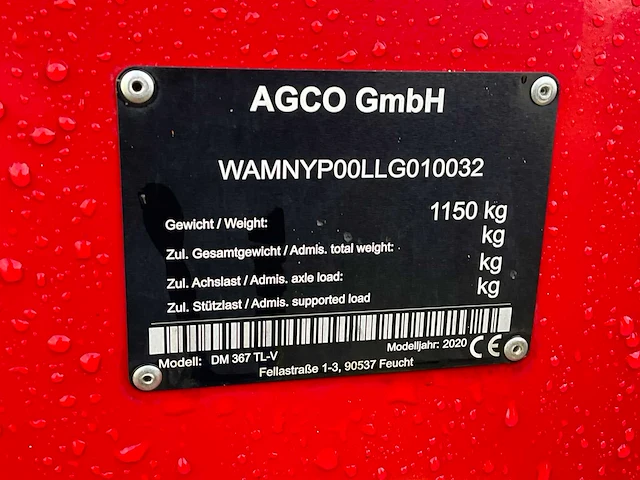 AGCO GmbH
WAMNYP00LLG010032
Gewicht / Weight: 1150 kg
Zul. Gesamtgewicht / Admis. total weight: kg
Zul. Achslast / Admis. axle load: kg
Zul. Stützlast / Admis. supported load kg
Modell: DM 367 TL-V Modelljahr: 2020 CE
Fellastraße 1-3, 90537 Feucht